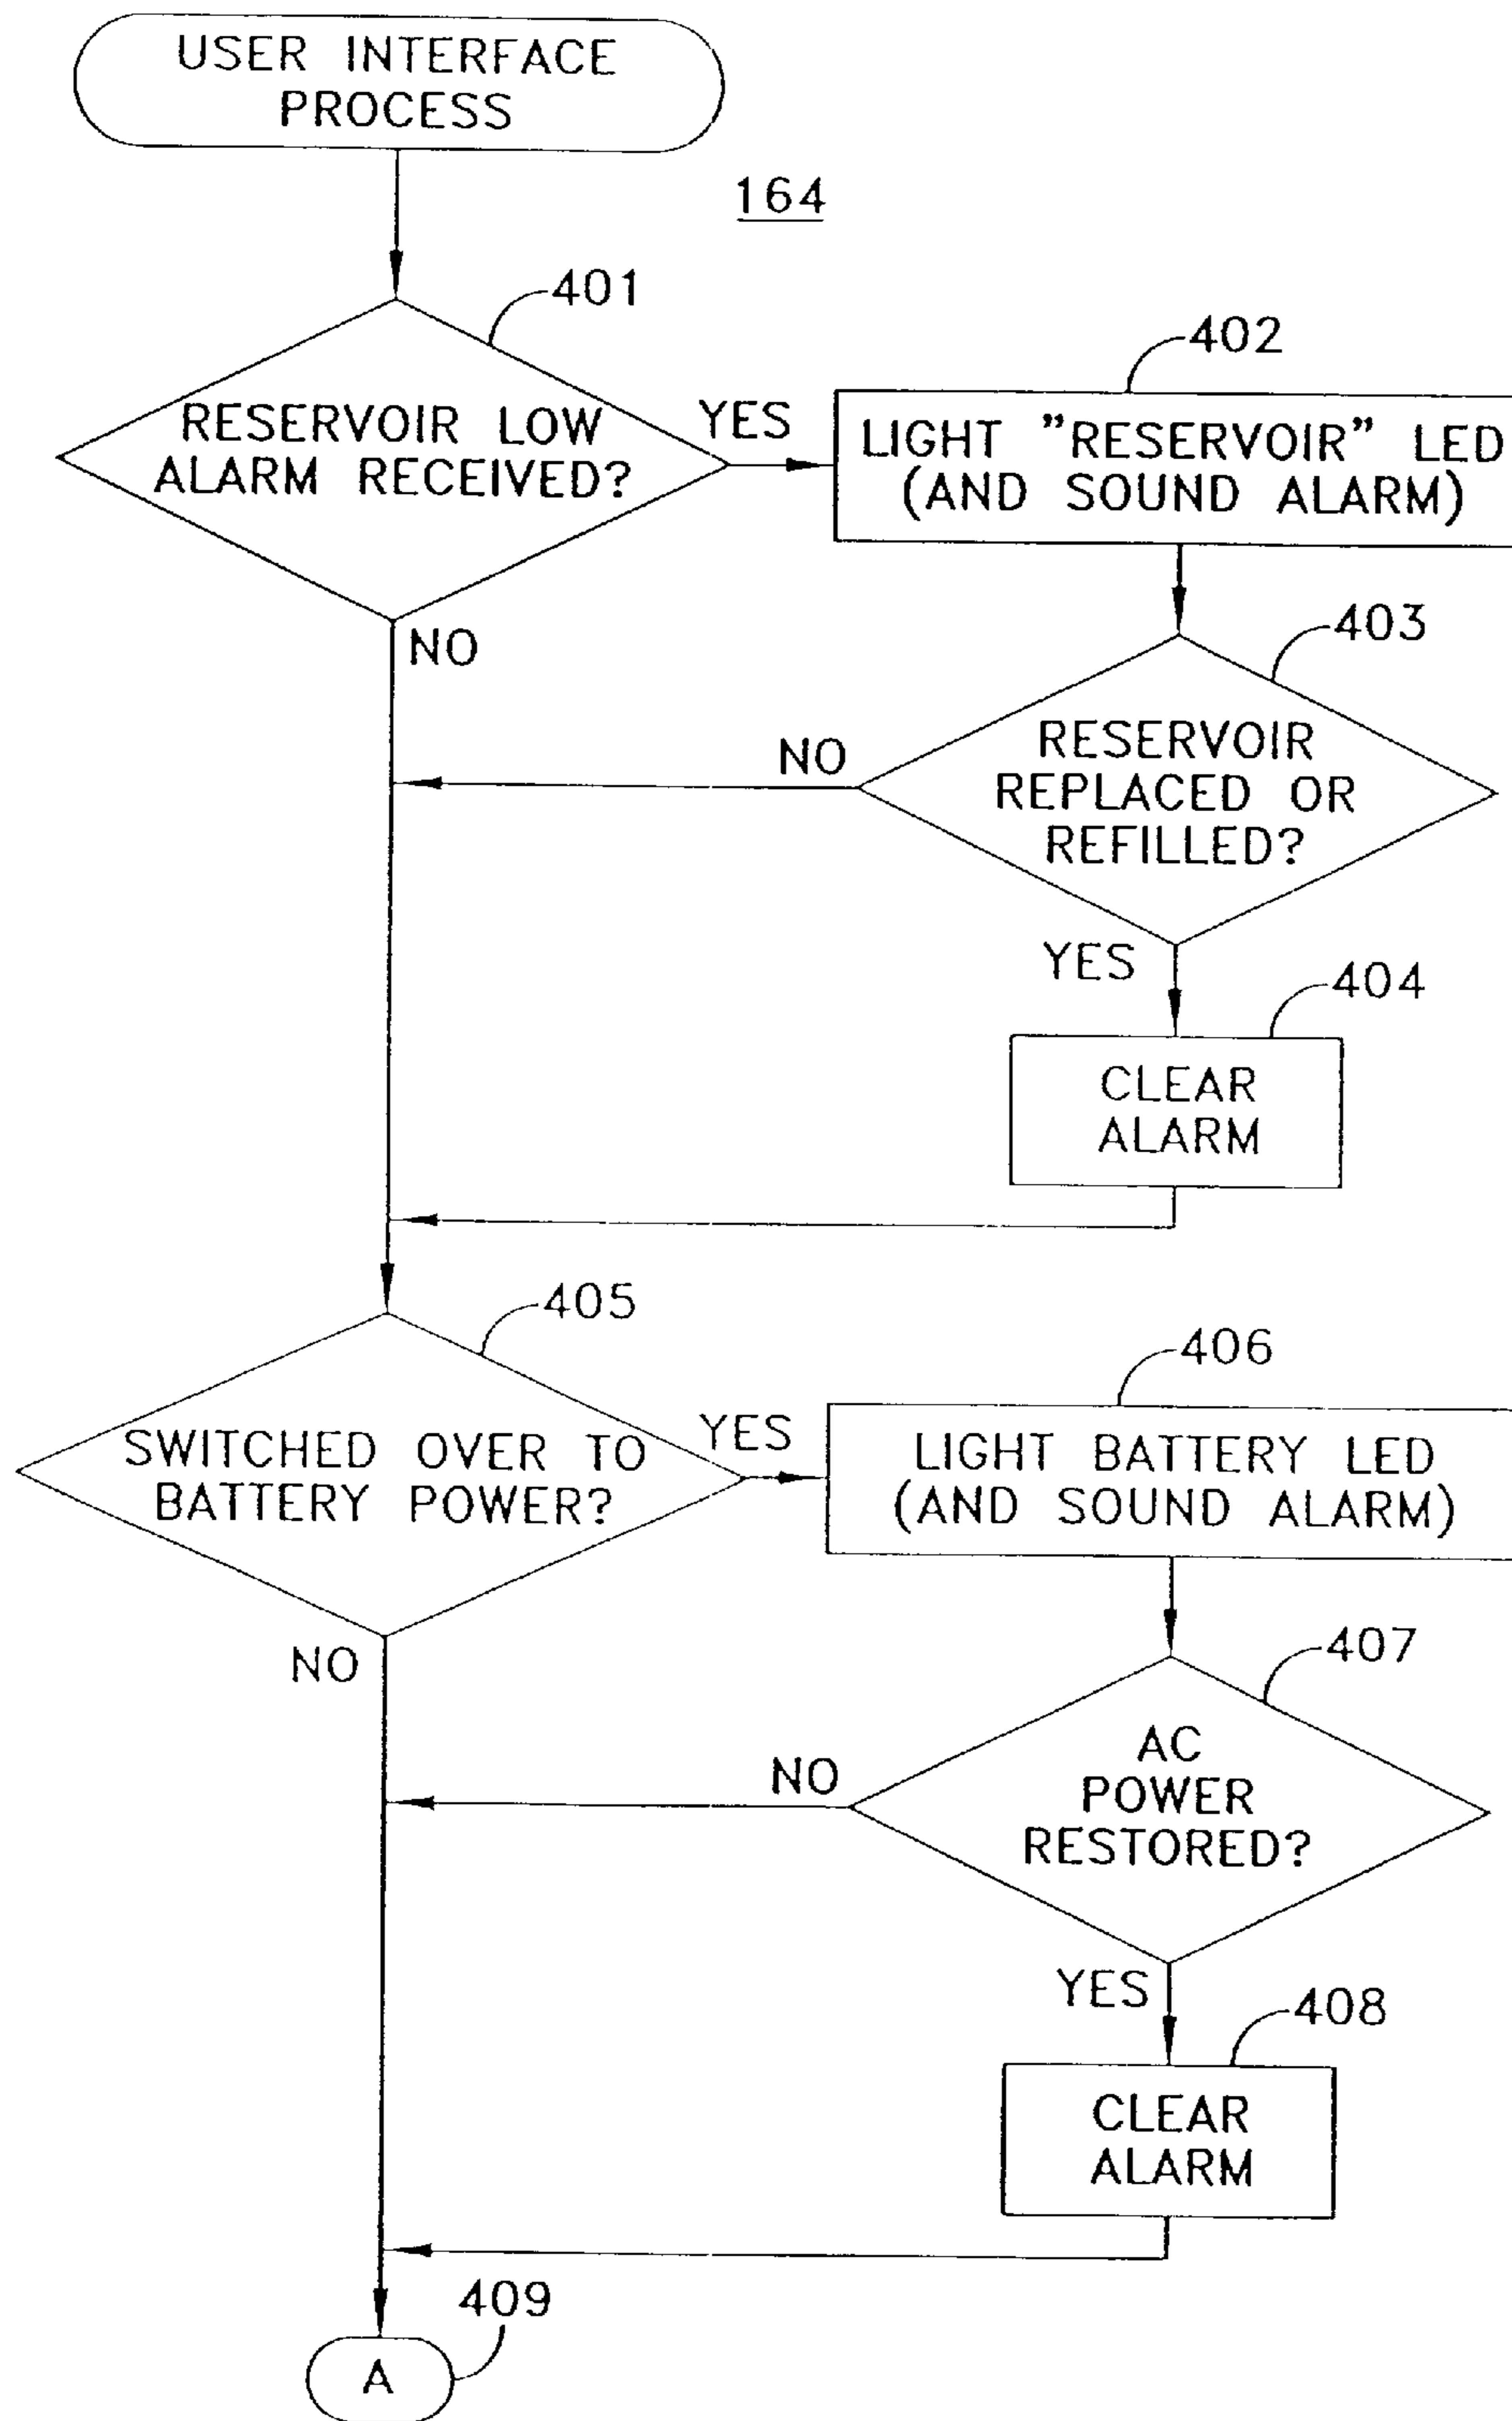 USER INTERFACE
PROCESS
164
401
RESERVOIR LOW
ALARM RECEIVED?
YES
NO
402
LIGHT "RESERVOIR" LED
(AND SOUND ALARM)
403
RESERVOIR
REPLACED OR
REFILLED?
NO
YES
404
CLEAR
ALARM
405
SWITCHED OVER TO
BATTERY POWER?
YES
NO
406
LIGHT BATTERY LED
(AND SOUND ALARM)
407
AC
POWER
RESTORED?
NO
YES
408
CLEAR
ALARM
409
A